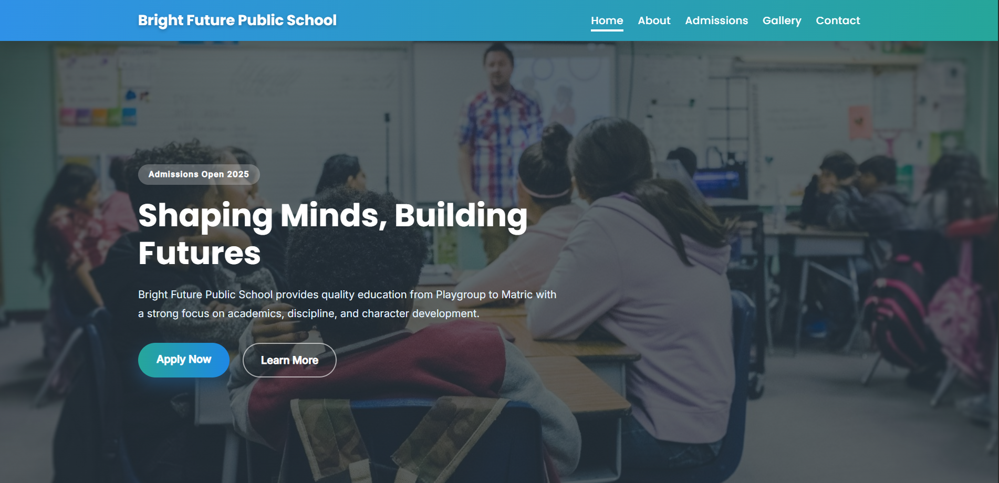 Bright Future Public School
Home About Admissions Gallery Contact
Admissions Open 2025
Shaping Minds, Building
Futures
Bright Future Public School provides quality education from Playgroup to Matric with
a strong focus on academics, discipline, and character development.
Apply Now Learn More